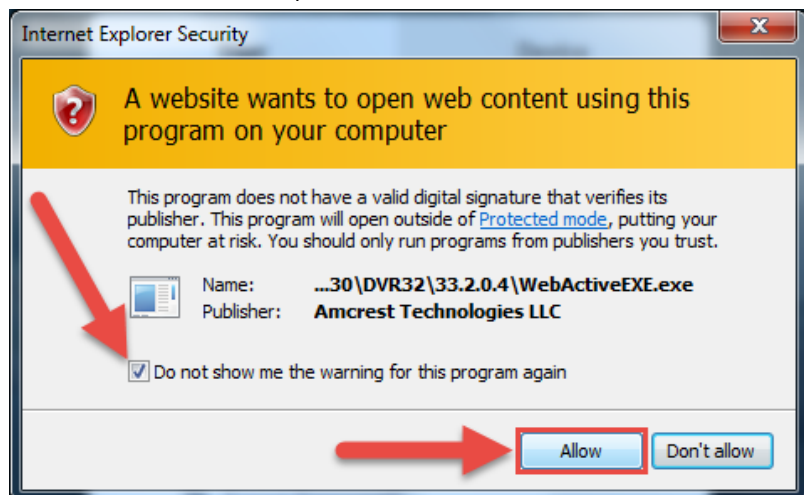 Internet Explorer Security
A website wants to open web content using this
program on your computer
This program does not have a valid digital signature that verifies its
publisher. This program will open outside of Protected mode, putting your
computer at risk. You should only run programs from publishers you trust.
Name: ...30\DVR32\33.2.0.4\WebActiveEXE.exe
Publisher: Amcrest Technologies LLC
Do not show me the warning for this program again
Allow Don't allow